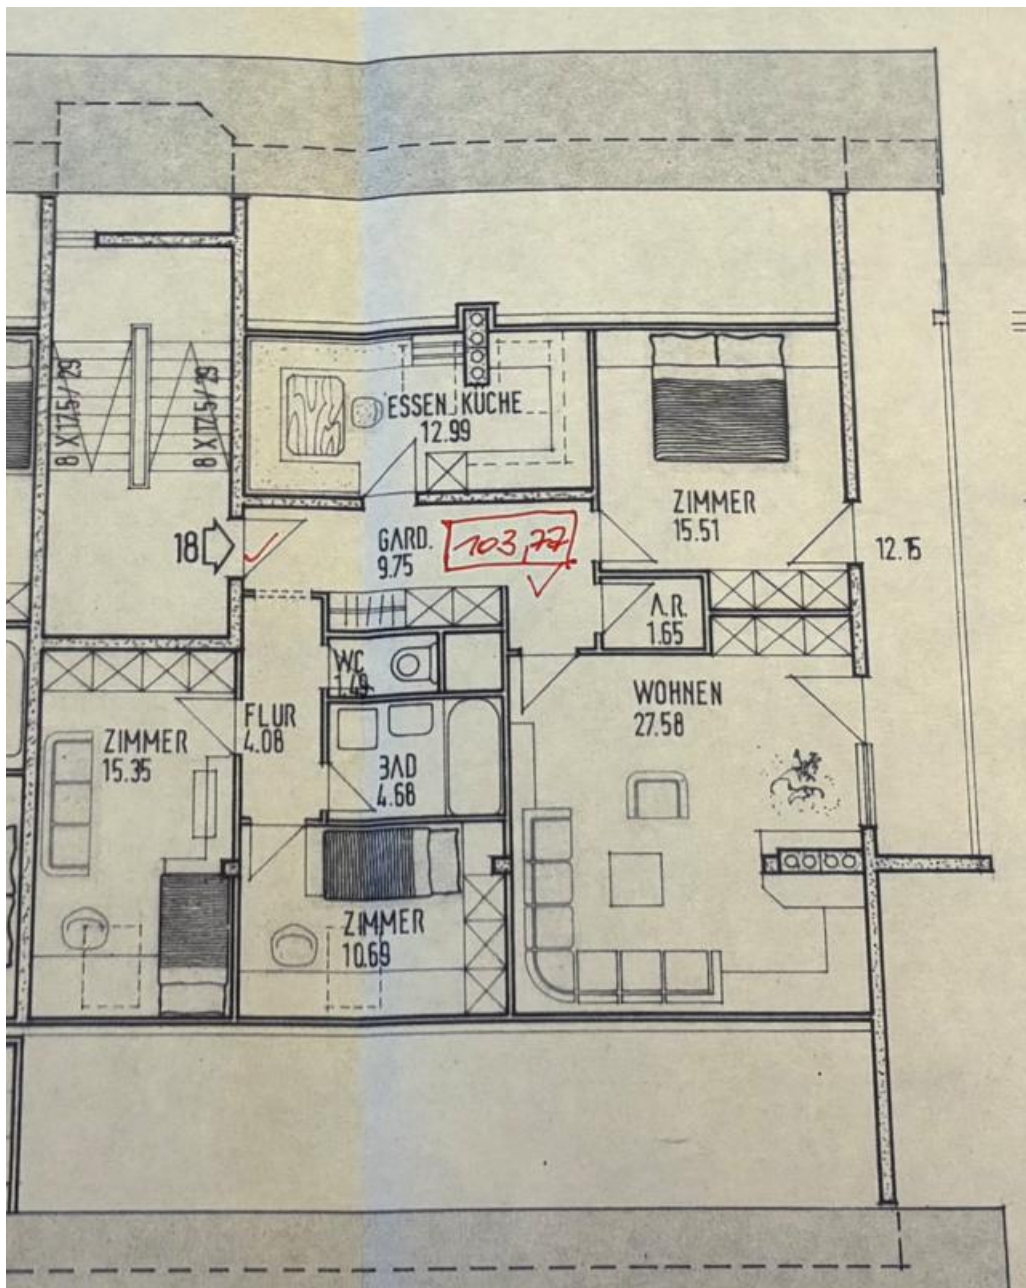 8 X 17.5 / 29
8 X 17.5 / 29
ESSEN KÜCHE
12.99
ZIMMER
15.51
18
GARD.
9.75
103,77
12.15
A.R.
1.65
WC
1.49
WOHNEN
27.58
FLUR
4.08
ZIMMER
15.35
BAD
4.68
ZIMMER
10.69